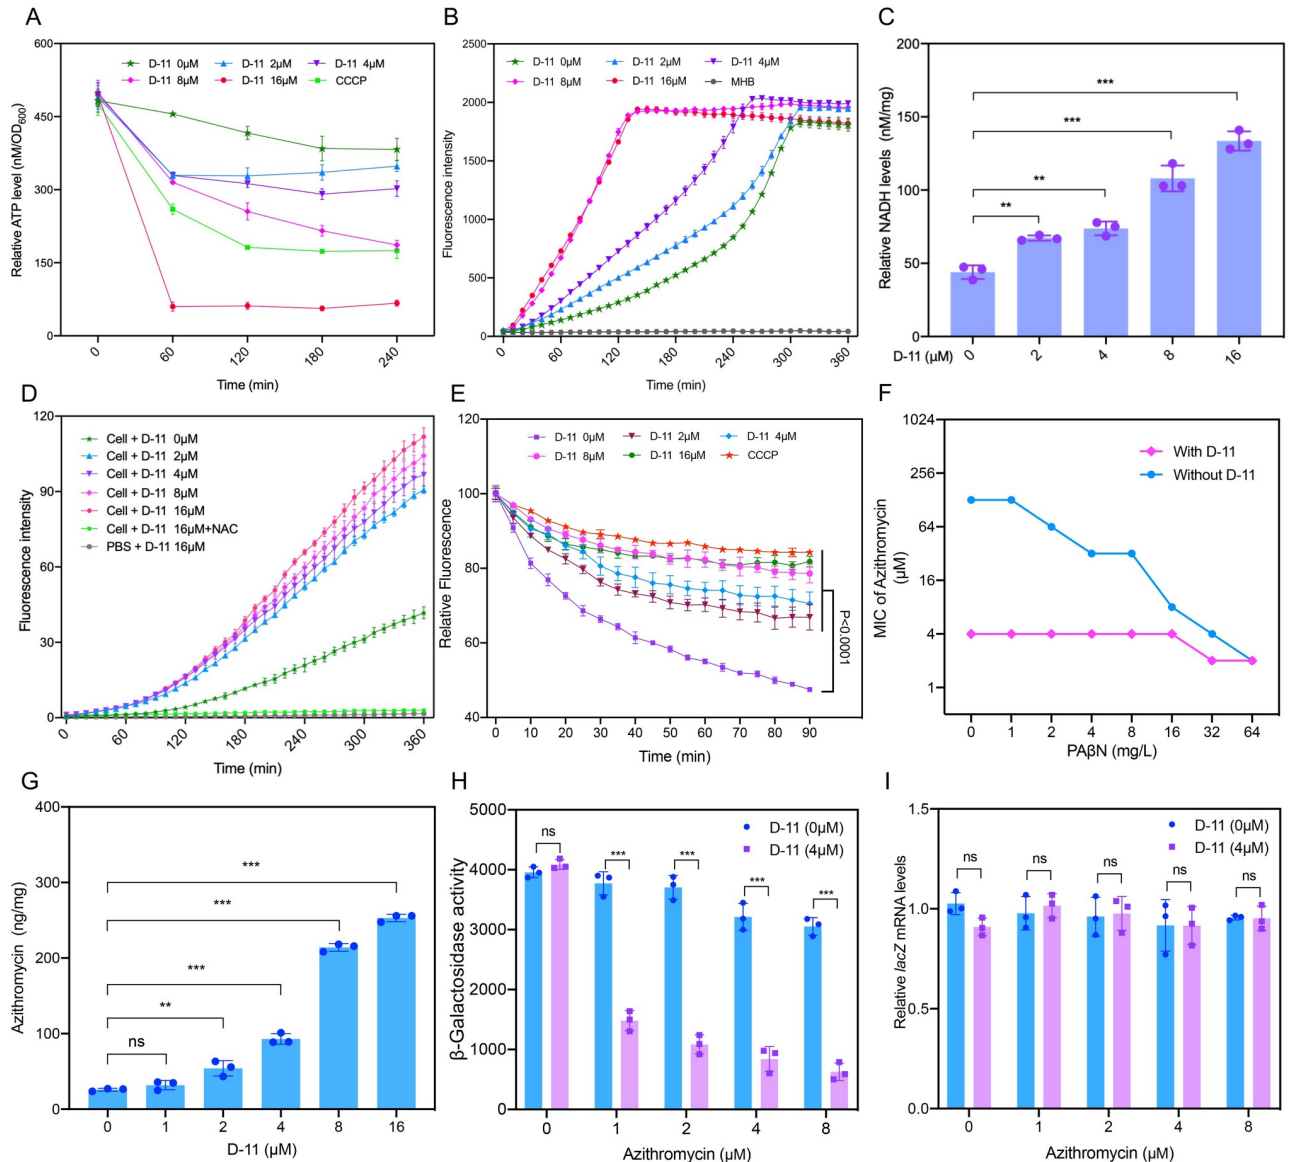 A
Relative ATP level (nM/OD600)
600
450
300
150
0
D-11 0μM
D-11 2μM
D-11 4μM
D-11 8μM
D-11 16μM
CCCP
0
60
120
180
240
Time (min)
B
Fluorescence intensity
2500
2000
1500
1000
500
0
D-11 0μM
D-11 2μM
D-11 4μM
D-11 8μM
D-11 16μM
MHB
0
60
120
180
240
300
360
Time (min)
C
Relative NADH levels (nM/mg)
200
150
100
50
0
***
***
**
**
D-11 (μM)
0
2
4
8
16
D
Fluorescence intensity
120
90
60
30
0
Cell + D-11 0μM
Cell + D-11 2μM
Cell + D-11 4μM
Cell + D-11 8μM
Cell + D-11 16μM
Cell + D-11 16μM+NAC
PBS + D-11 16μM
0
60
120
180
240
300
360
Time (min)
E
Relative Fluorescence
120
100
80
60
40
D-11 0μM
D-11 2μM
D-11 4μM
D-11 8μM
D-11 16μM
CCCP
P<0.0001
0
10
20
30
40
50
60
70
80
90
Time (min)
F
MIC of Azithromycin
(μM)
1024
256
64
16
4
1
With D-11
Without D-11
0
1
2
4
8
16
32
64
PAβN (mg/L)
G
Azithromycin (ng/mg)
400
300
200
100
0
***
***
***
**
ns
0
1
2
4
8
16
D-11 (μM)
H
β-Galactosidase activity
5000
4000
3000
2000
1000
0
D-11 (0μM)
D-11 (4μM)
ns
***
***
***
***
0
1
2
4
8
Azithromycin (μM)
I
Relative lacZ mRNA levels
1.5
1.0
0.5
0.0
D-11 (0μM)
D-11 (4μM)
ns
ns
ns
ns
ns
0
1
2
4
8
Azithromycin (μM)